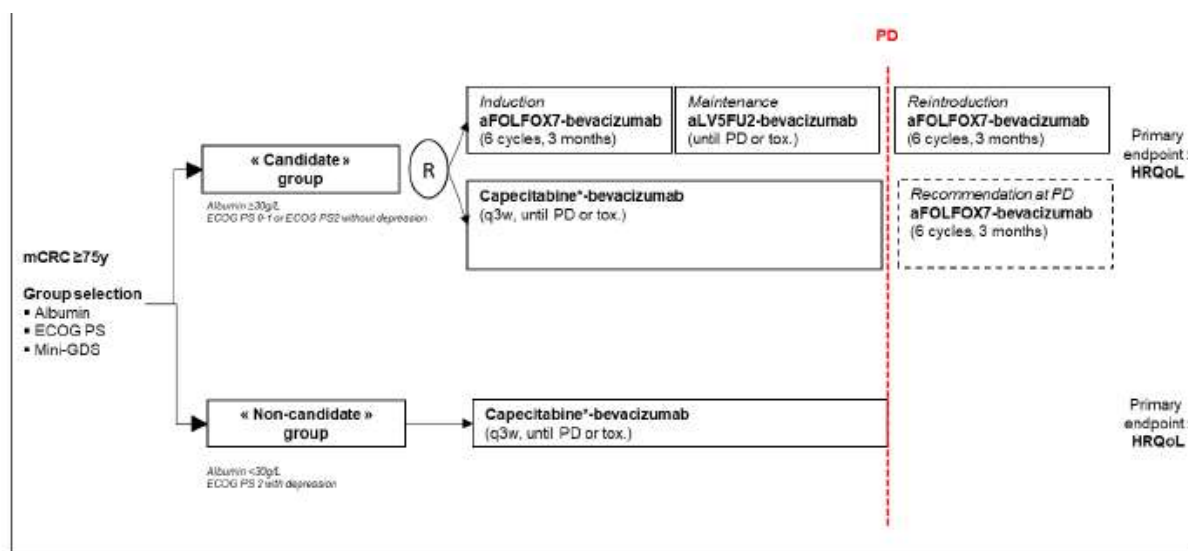 PD
Induction
aFOLFOX7-bevacizumab
(6 cycles, 3 months)
Maintenance
aLV5FU2-bevacizumab
(until PD or tox.)
Reintroduction
aFOLFOX7-bevacizumab
(6 cycles, 3 months)
Primary
endpoint :
HRQoL
« Candidate »
group
R
Albumin ≥30g/L
ECOG PS 0-1 or ECOG PS2 without depression
Capecitabine*-bevacizumab
(q3w, until PD or tox.)
Recommendation at PD
aFOLFOX7-bevacizumab
(6 cycles, 3 months)
mCRC ≥75y
Group selection
▪ Albumin
▪ ECOG PS
▪ Mini-GDS
« Non-candidate »
group
Albumin <30g/L
ECOG PS 2 with depression
Capecitabine*-bevacizumab
(q3w, until PD or tox.)
Primary
endpoint :
HRQoL